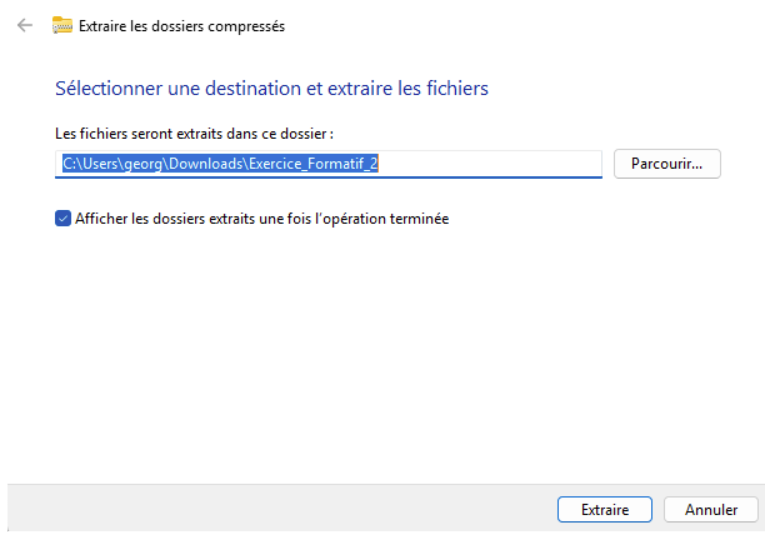 Extraire les dossiers compressés
Sélectionner une destination et extraire les fichiers
Les fichiers seront extraits dans ce dossier :
C:\Users\georg\Downloads\Exercice_Formatif_2
Parcourir...
Afficher les dossiers extraits une fois l'opération terminée
Extraire
Annuler